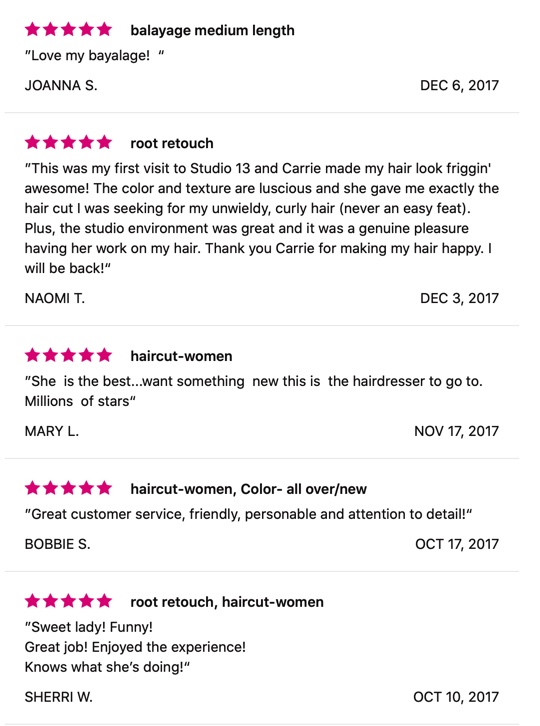 balayage medium length
”Love my bayalage!  “
JOANNA S. DEC 6, 2017
root retouch
”This was my first visit to Studio 13 and Carrie made my hair look friggin'
awesome! The color and texture are luscious and she gave me exactly the
hair cut I was seeking for my unwieldy, curly hair (never an easy feat).
Plus, the studio environment was great and it was a genuine pleasure
having her work on my hair. Thank you Carrie for making my hair happy. I
will be back!“
NAOMI T. DEC 3, 2017
haircut-women
”She  is the best...want something  new this is  the hairdresser to go to.
Millions  of stars“
MARY L. NOV 17, 2017
haircut-women, Color- all over/new
”Great customer service, friendly, personable and attention to detail!“
BOBBIE S. OCT 17, 2017
root retouch, haircut-women
”Sweet lady! Funny!
Great job! Enjoyed the experience!
Knows what she’s doing!“
SHERRI W. OCT 10, 2017